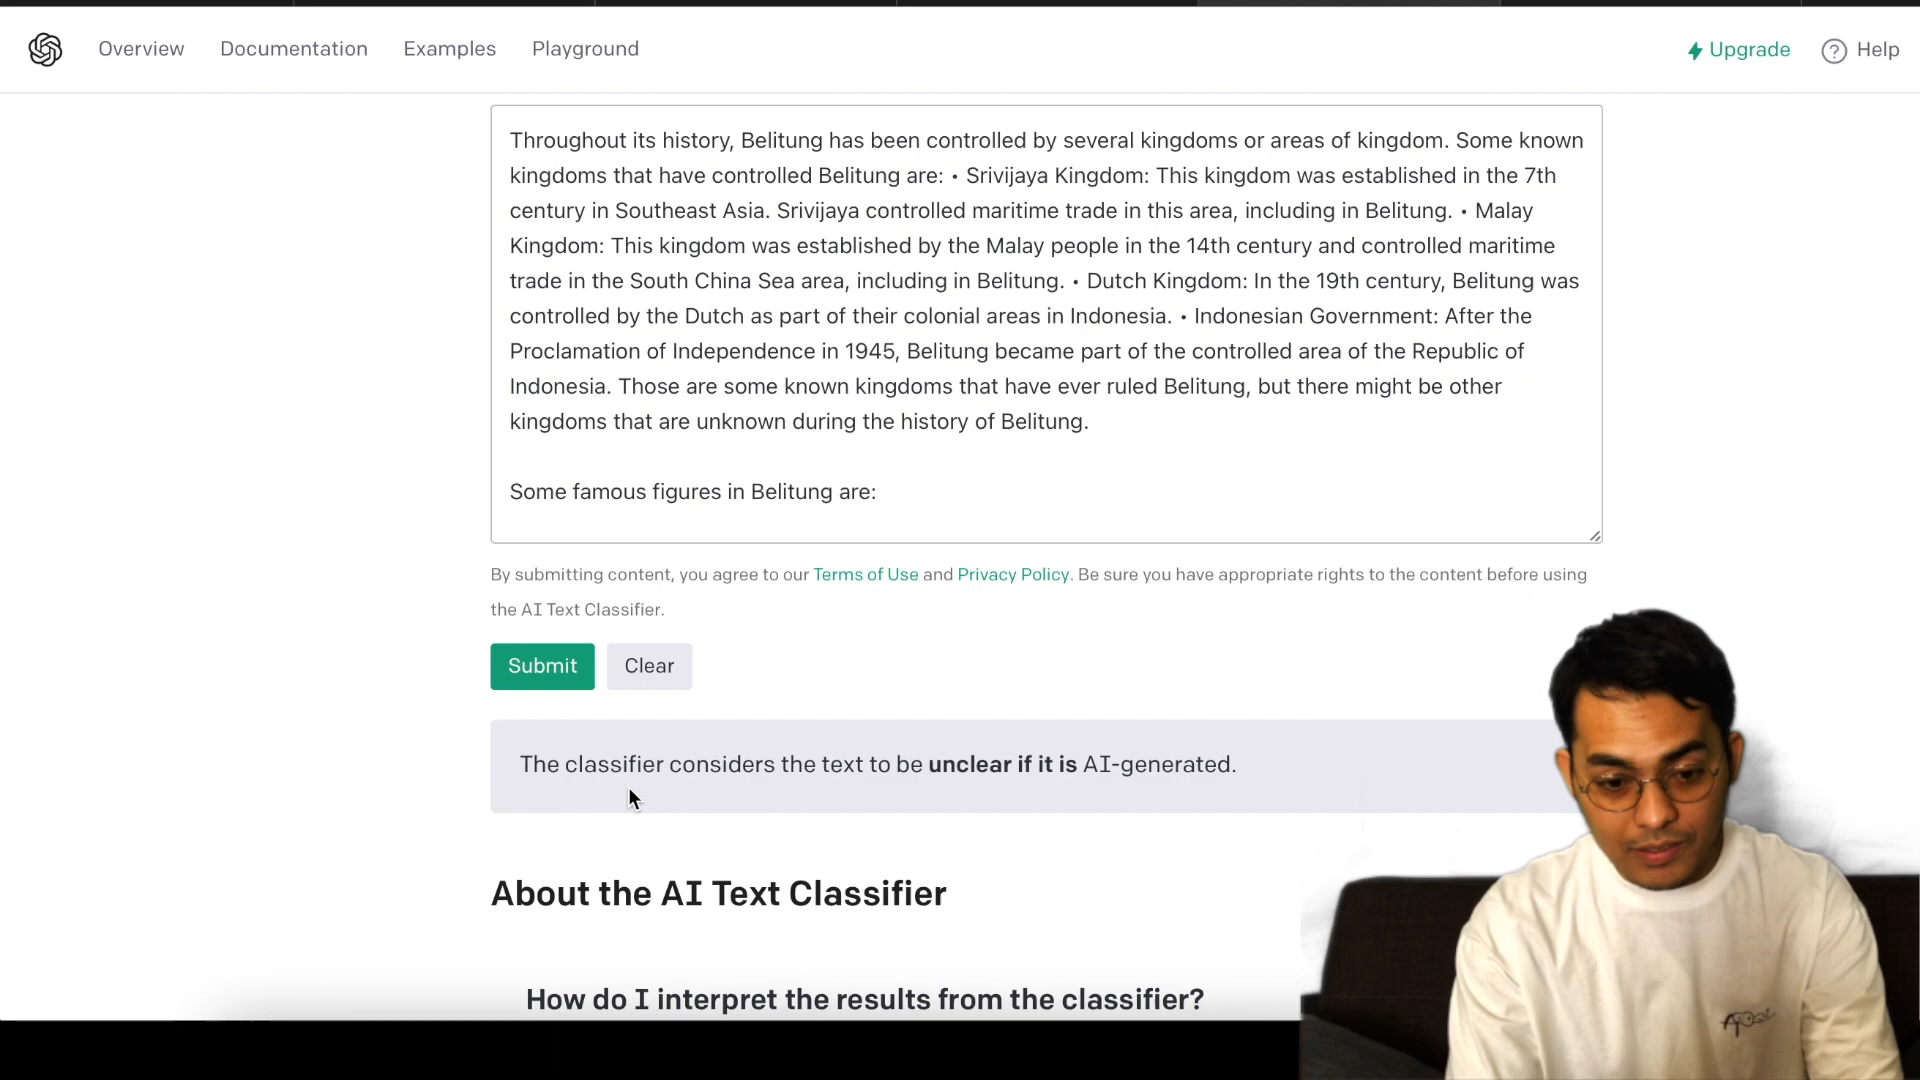 Overview Documentation Examples Playground Upgrade Help
Throughout its history, Belitung has been controlled by several kingdoms or areas of kingdom. Some known
kingdoms that have controlled Belitung are: • Srivijaya Kingdom: This kingdom was established in the 7th
century in Southeast Asia. Srivijaya controlled maritime trade in this area, including in Belitung. • Malay
Kingdom: This kingdom was established by the Malay people in the 14th century and controlled maritime
trade in the South China Sea area, including in Belitung. • Dutch Kingdom: In the 19th century, Belitung was
controlled by the Dutch as part of their colonial areas in Indonesia. • Indonesian Government: After the
Proclamation of Independence in 1945, Belitung became part of the controlled area of the Republic of
Indonesia. Those are some known kingdoms that have ever ruled Belitung, but there might be other
kingdoms that are unknown during the history of Belitung.
Some famous figures in Belitung are:
By submitting content, you agree to our Terms of Use and Privacy Policy. Be sure you have appropriate rights to the content before using
the AI Text Classifier.
Submit Clear
The classifier considers the text to be unclear if it is AI-generated.
About the AI Text Classifier
How do I interpret the results from the classifier?